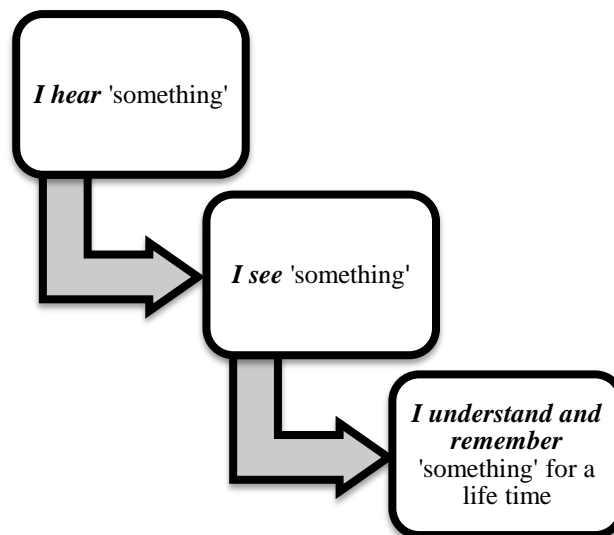 I hear 'something'
I see 'something'
I understand and
remember
'something' for a
life time